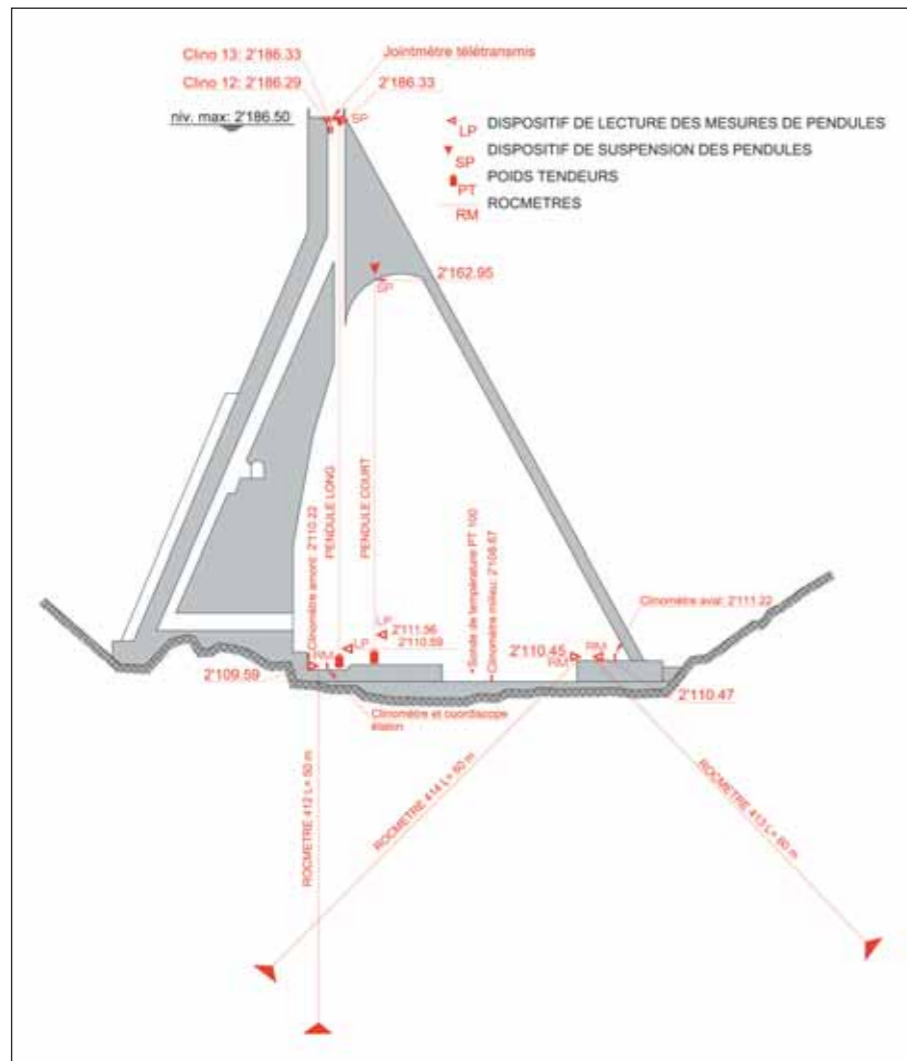 Clino 13: 2'186.33
Jointmètre télétransmis
Clino 12: 2'186.29
2'186.33
niv. max: 2'186.50
SP
LP DISPOSITIF DE LECTURE DES MESURES DE PENDULES
SP DISPOSITIF DE SUSPENSION DES PENDULES
PT POIDS TENDEURS
RM ROCMETRES
2'162.95
SP
Clinomètre amont: 2'110.22
PENDULE LONG
PENDULE COURT
Sonde de température PT 100
Clinomètre milieu: 2'108.67
Clinomètre aval: 2'111.22
LP
2'111.56
2'110.59
LP
RM
2'110.45
RM
RM
2'109.59
2'110.47
Clinomètre et cuordiscope
étalon
ROCMETRE 412 L= 50 m
ROCMETRE 414 L= 60 m
ROCMETRE 413 L= 60 m